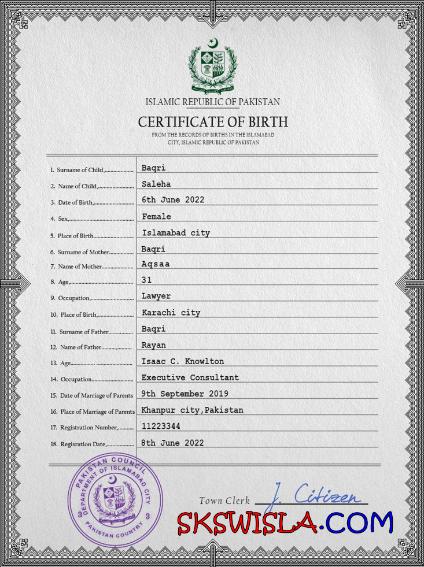 ISLAMIC REPUBLIC OF PAKISTAN
CERTIFICATE OF BIRTH
FROM THE RECORDS OF BIRTHS IN THE ISLAMABAD
CITY, ISLAMIC REPUBLIC OF PAKISTAN
1. Surname of Child, Baqri
2. Name of Child, Saleha
3. Date of Birth, 6th June 2022
4. Sex, Female
5. Place of Birth Islamabad city
6. Surname of Mother Baqri
7. Name of Mother Aqsaa
8. Age, 31
9. Occupation Lawyer
10. Place of Birth, Karachi city
11. Surname of Father Baqri
12. Name of Father Rayan
13. Age, Isaac C. Knowlton
14. Occupation, Executive Consultant
15. Date of Marriage of Parents 9th September 2019
16. Place of Marriage of Parents Khanpur city,Pakistan
17. Registration Number, 11223344
18. Registration Date, 8th June 2022
PAKISTAN COUNCIL
DEPARTMENT OF ISLAMABAD CITY
3 3
PAKISTAN COUNTRY
Town Clerk J. Citizen
SKSWISLA.COM